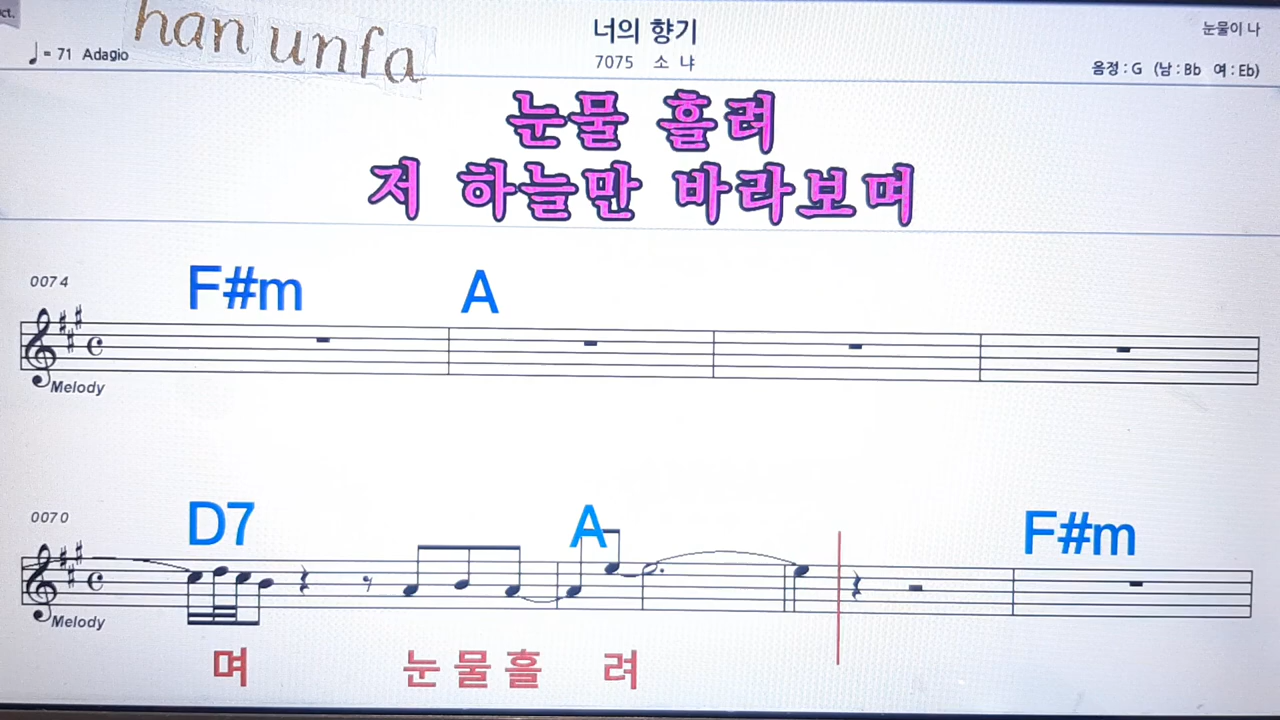 ct.
han unfa
너의 향기
눈물이 나
♩= 71 Adagio
7075 소 냐
음정 : G (남 : Bb 여 : Eb)
눈물 흘려
저 하늘만 바라보며
0074
F#m A
Melody
0070
D7 A F#m
Melody
며 눈 물 흘 려